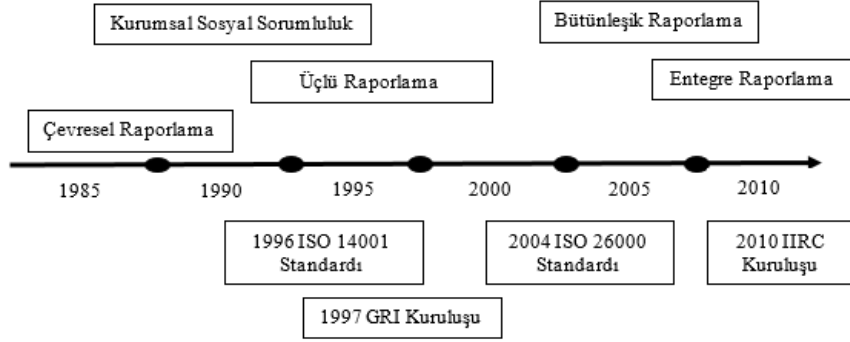 Kurumsal Sosyal Sorumluluk
Bütünleşik Raporlama
Üçlü Raporlama
Entegre Raporlama
Çevresel Raporlama
1985
1990
1995
2000
2005
2010
1996 ISO 14001
Standardı
2004 ISO 26000
Standardı
2010 IIRC
Kuruluşu
1997 GRI Kuruluşu